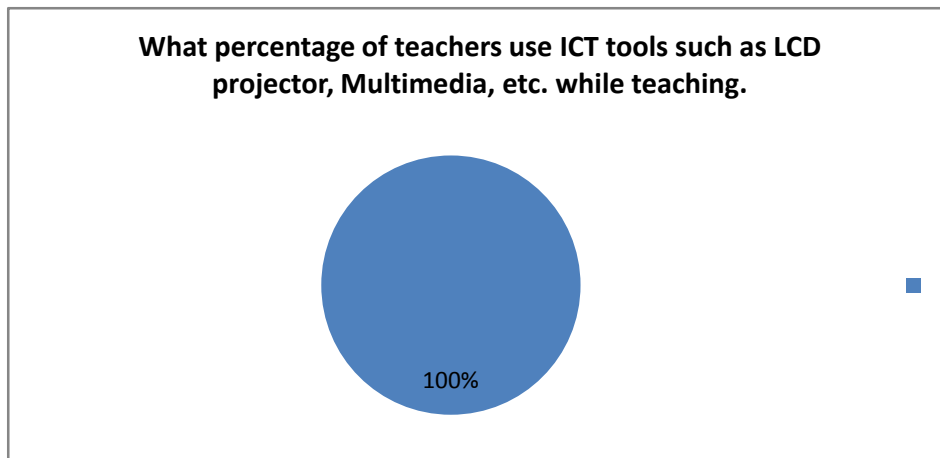 What percentage of teachers use ICT tools such as LCD
projector, Multimedia, etc. while teaching.
100%